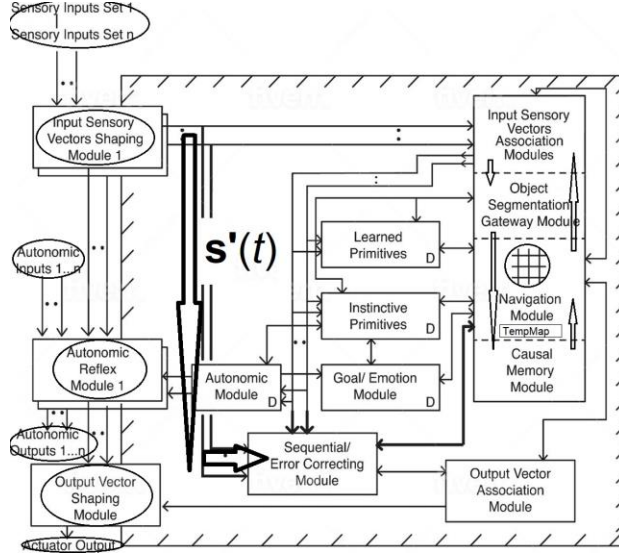 Sensory Inputs Set 1
Sensory Inputs Set n
Input Sensory
Vectors Shaping
Module 1
Input Sensory
Vectors
Association
Modules
Object
Segmentation
Gateway Module
s'(t)
Learned
Primitives
D
Autonomic
Inputs 1...n
Instinctive
Primitives
D
Navigation
Module
TempMap
Causal
Memory
Module
Autonomic
Reflex
Module 1
Autonomic
Module
D
Goal/ Emotion
Module
D
Autonomic
Outputs 1...n
Sequential/
Error Correcting
Module
Output Vector
Shaping
Module
Output Vector
Association
Module
Actuator Output